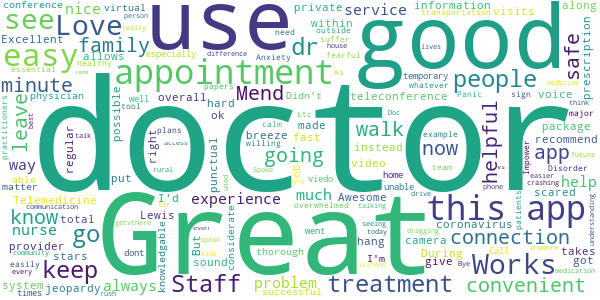 conference virtual private information transportation visits along
see Love use good person really service within outside suffer fearful
Excellent family allows especially difference need Anxiety house lives safe prescription
easy appointment dr people temporary whatever
minute papers As Panic sign major
essential healthy Mend Didn't teleconference voice package
practitioners leave physician possible overall hard ok etc Doc example think
doctor well tool breeze made calm willing walk now team recommend
way regular right plans punctual going instead video app Disorder
matter able put job home unable helpful Impower easier crashing help future
best talk access rural Spoke much viedo drive phone scared medicine
Telemedicine I'd experience Awesome this app
know total Lewis considerate overwhelmed talking seeing today coronavirus patients
communication used Great connection understanding
nurse go knowledgeable But even went dragging camera
provider stars dont sound thorough hang During Call anymore takes
community easily keep always Staff speak kids I'm give Bye Works got
every problem treatment medication
system times jeopardy rush successful convenient